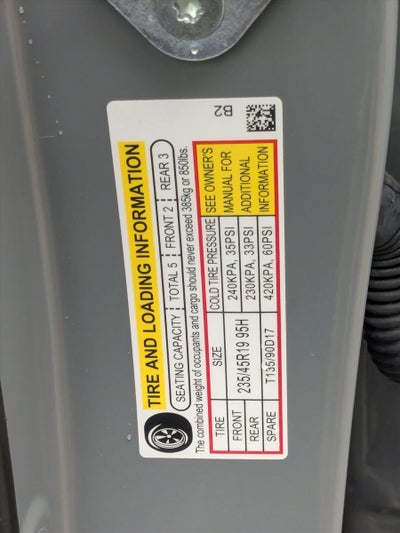 TIRE AND LOADING INFORMATION
SEATING CAPACITY TOTAL 5 FRONT 2 REAR 3
The combined weight of occupants and cargo should never exceed 385kg or 850lbs.
TIRE SIZE COLD TIRE PRESSURE SEE OWNER'S
FRONT 235/45R19 95H 240KPA, 35PSI MANUAL FOR
REAR 230KPA, 33PSI ADDITIONAL
SPARE T135/90D17 420KPA, 60PSI INFORMATION
B2